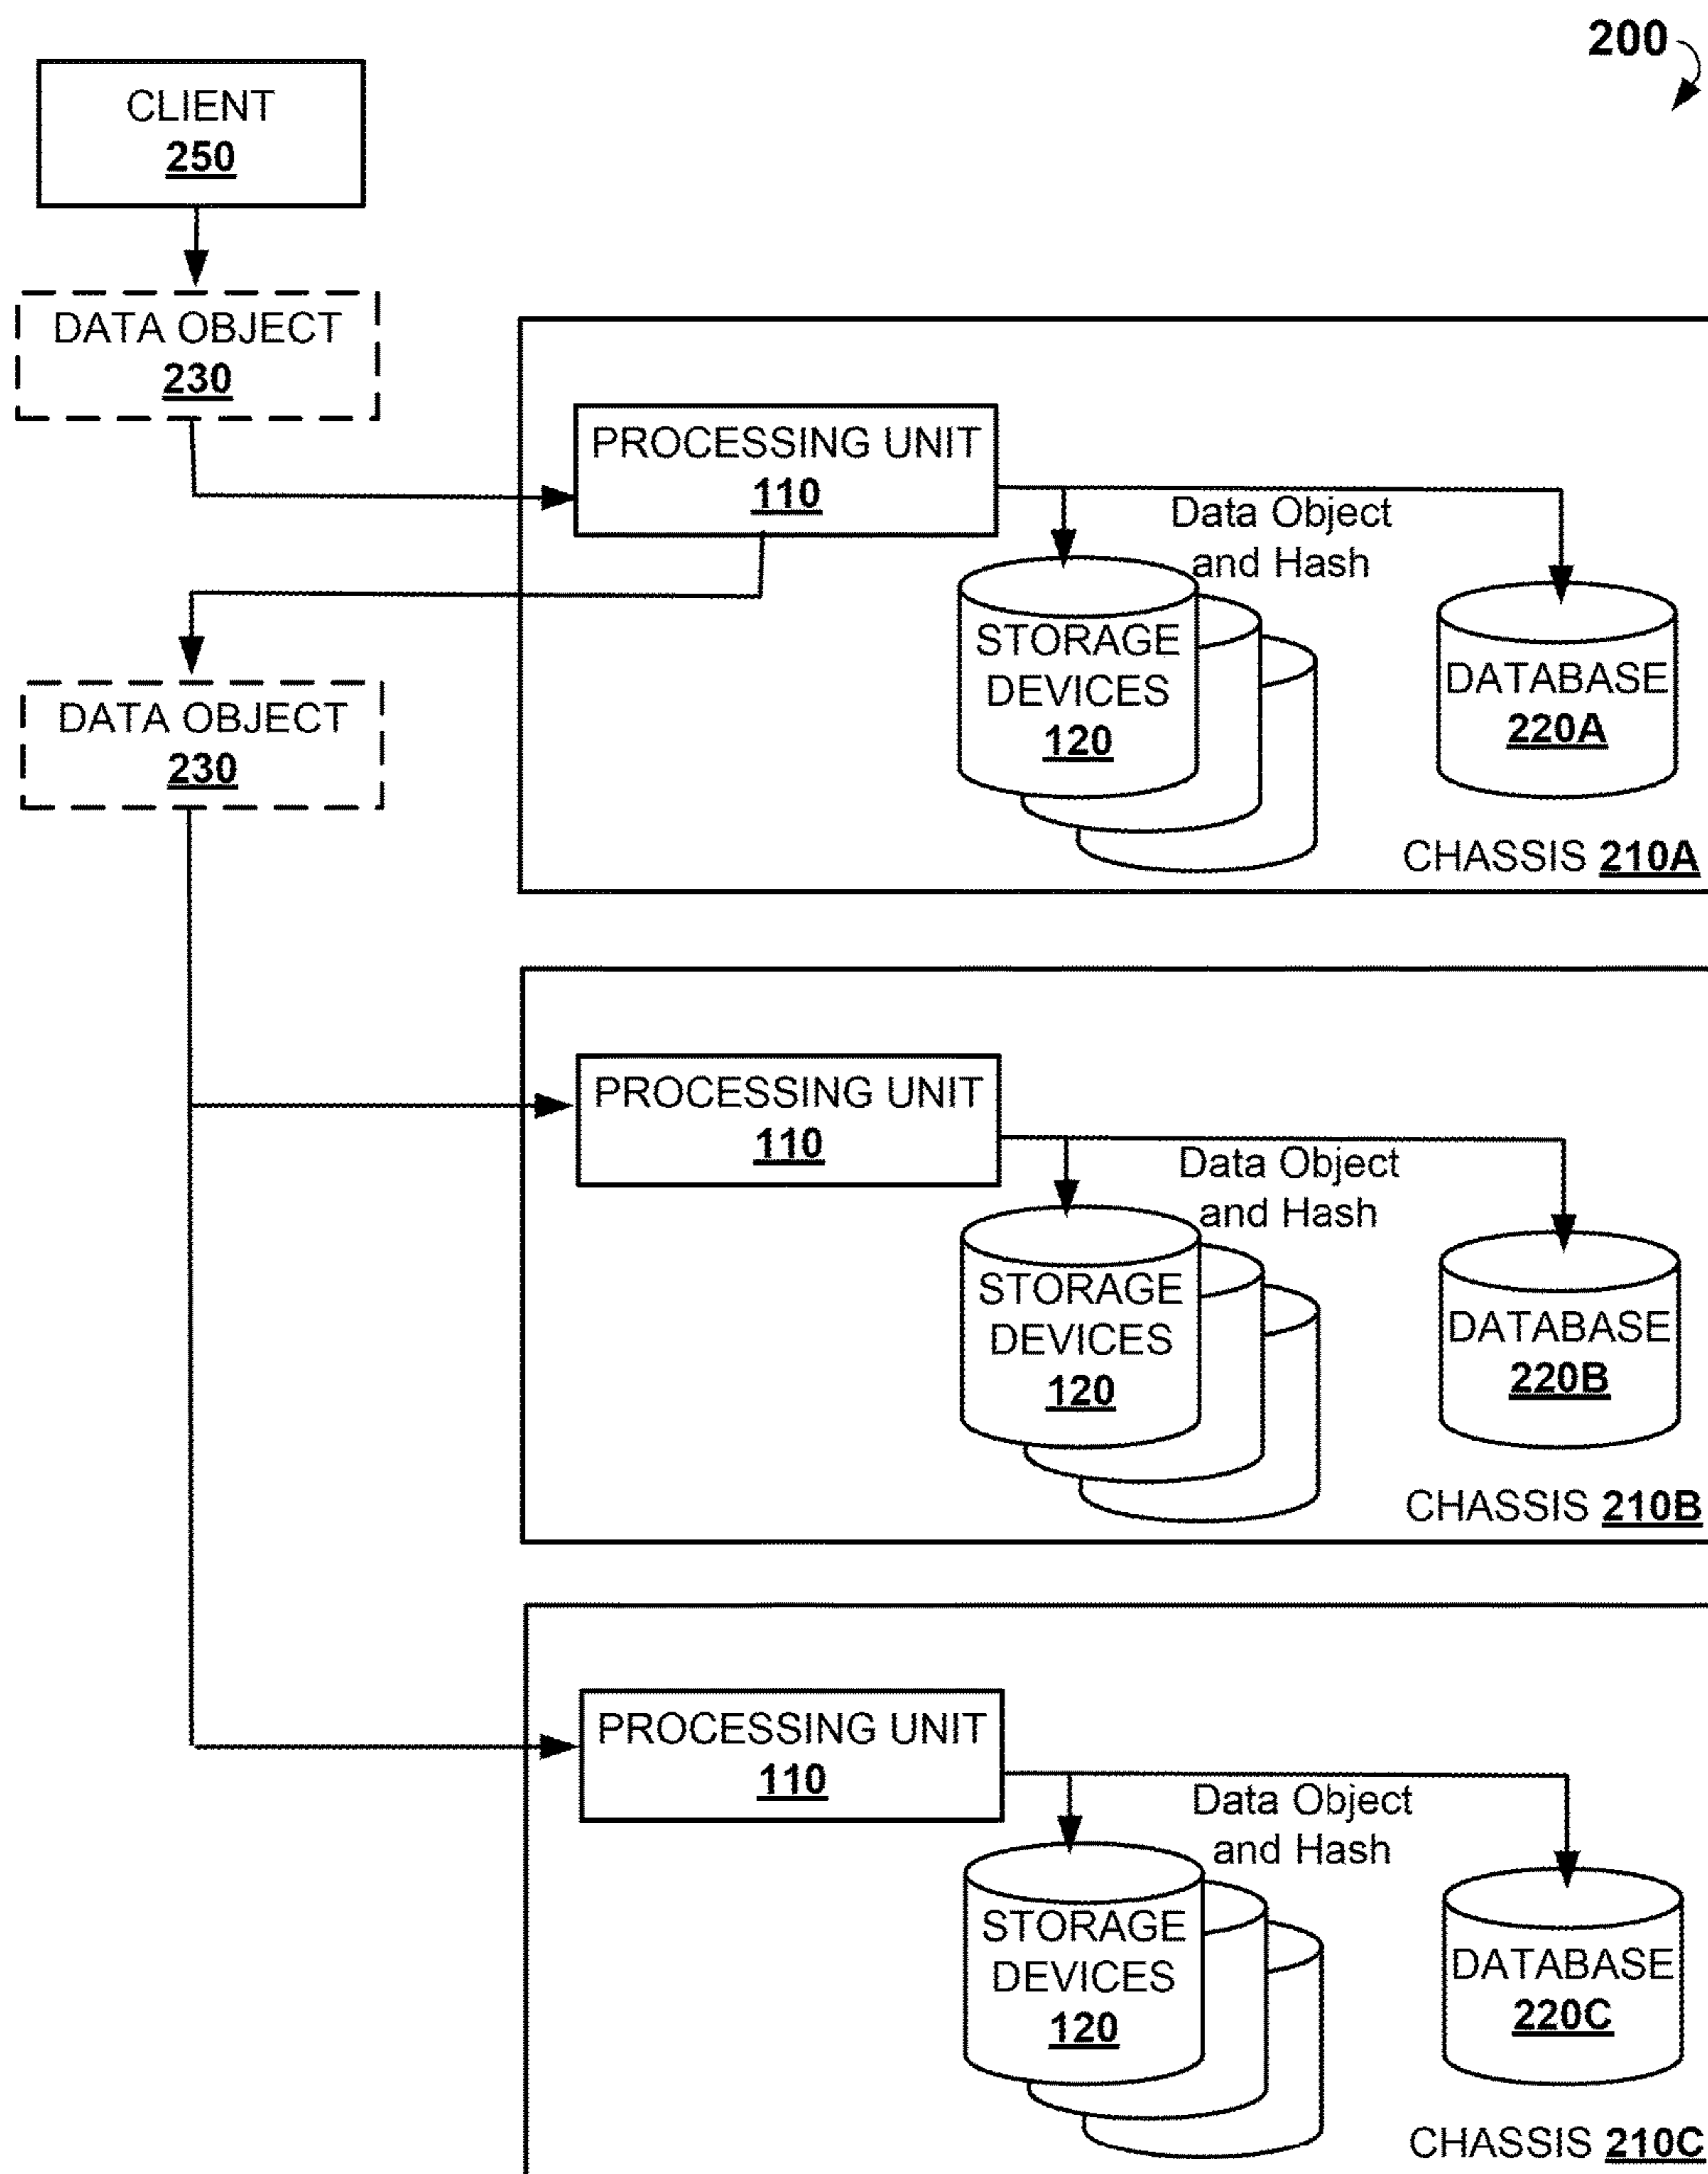 200
CLIENT
250
DATA OBJECT
230
PROCESSING UNIT
110
Data Object
and Hash
STORAGE
DEVICES
120
DATABASE
220A
CHASSIS 210A
DATA OBJECT
230
PROCESSING UNIT
110
Data Object
and Hash
STORAGE
DEVICES
120
DATABASE
220B
CHASSIS 210B
PROCESSING UNIT
110
Data Object
and Hash
STORAGE
DEVICES
120
DATABASE
220C
CHASSIS 210C